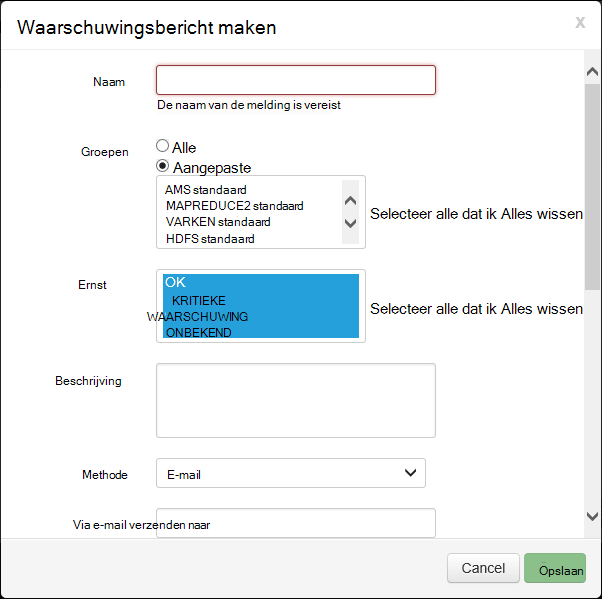 Waarschuwingsbericht maken
x
Naam
De naam van de melding is vereist
Groepen
Alle
Aangepaste
AMS standaard
MAPREDUCE2 standaard
VARKEN standaard
HDFS standaard
Selecteer alle dat ik Alles wissen
Ernst
OK
KRITIEKE
WAARSCHUWING
ONBEKEND
Selecteer alle dat ik Alles wissen
Beschrijving
Methode
E-mail
Via e-mail verzenden naar
Cancel
Opslaan